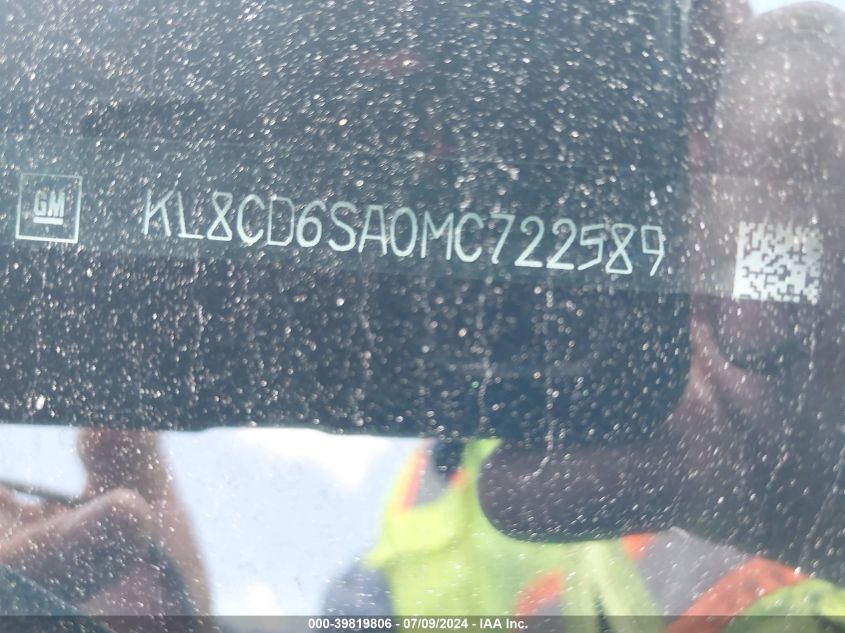 GM
KL8CD6SA0MC722589
000-39819806 - 07/09/2024 - IAA Inc.